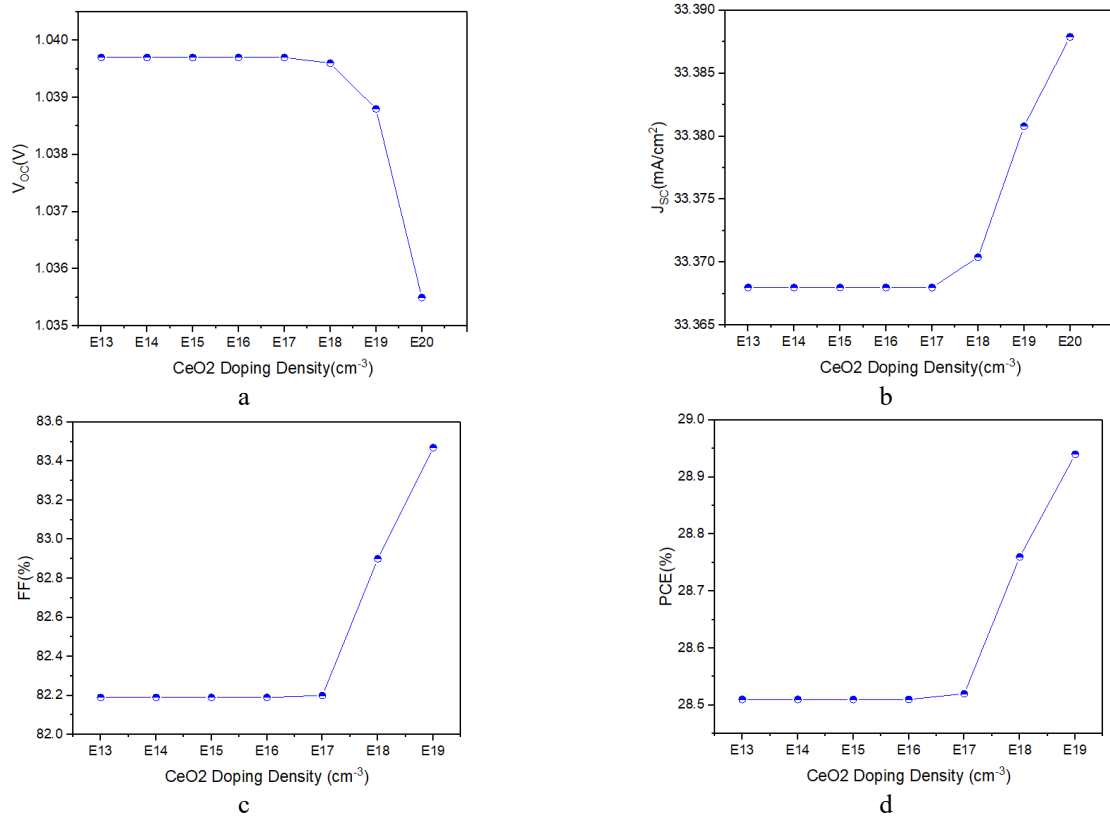 1.040
1.039
1.038
1.037
1.036
1.035
V_OC(V)
E13 E14 E15 E16 E17 E18 E19 E20
CeO2 Doping Density(cm^-3)
a
33.390
33.385
33.380
33.375
33.370
33.365
J_SC(mA/cm²)
E13 E14 E15 E16 E17 E18 E19 E20
CeO2 Doping Density(cm^-3)
b
83.6
83.4
83.2
83.0
82.8
82.6
82.4
82.2
82.0
FF(%)
E13 E14 E15 E16 E17 E18 E19
CeO2 Doping Density (cm^-3)
c
29.0
28.9
28.8
28.7
28.6
28.5
PCE(%)
E13 E14 E15 E16 E17 E18 E19
CeO2 Doping Density (cm^-3)
d